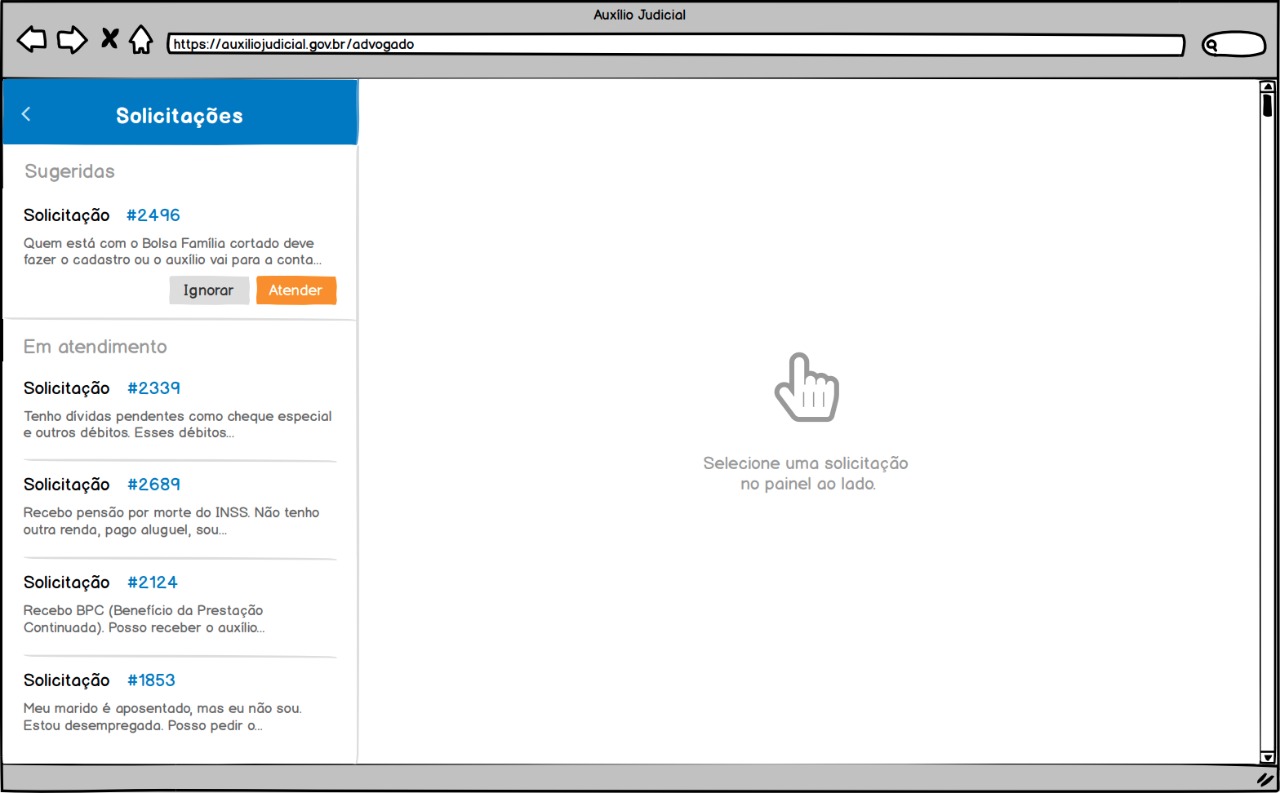 Auxílio Judicial
https://auxiliojudicial.gov.br/advogado
Solicitações
Sugeridas
Solicitação #2496
Quem está com o Bolsa Família cortado deve
fazer o cadastro ou o auxílio vai para a conta...
Ignorar Atender
Em atendimento
Solicitação #2339
Tenho dívidas pendentes como cheque especial
e outros débitos. Esses débitos...
Solicitação #2689
Recebo pensão por morte do INSS. Não tenho
outra renda, pago aluguel, sou...
Solicitação #2124
Recebo BPC (Benefício da Prestação
Continuada). Posso receber o auxílio...
Solicitação #1853
Meu marido é aposentado, mas eu não sou.
Estou desempregada. Posso pedir o...
Selecione uma solicitação
no painel ao lado.